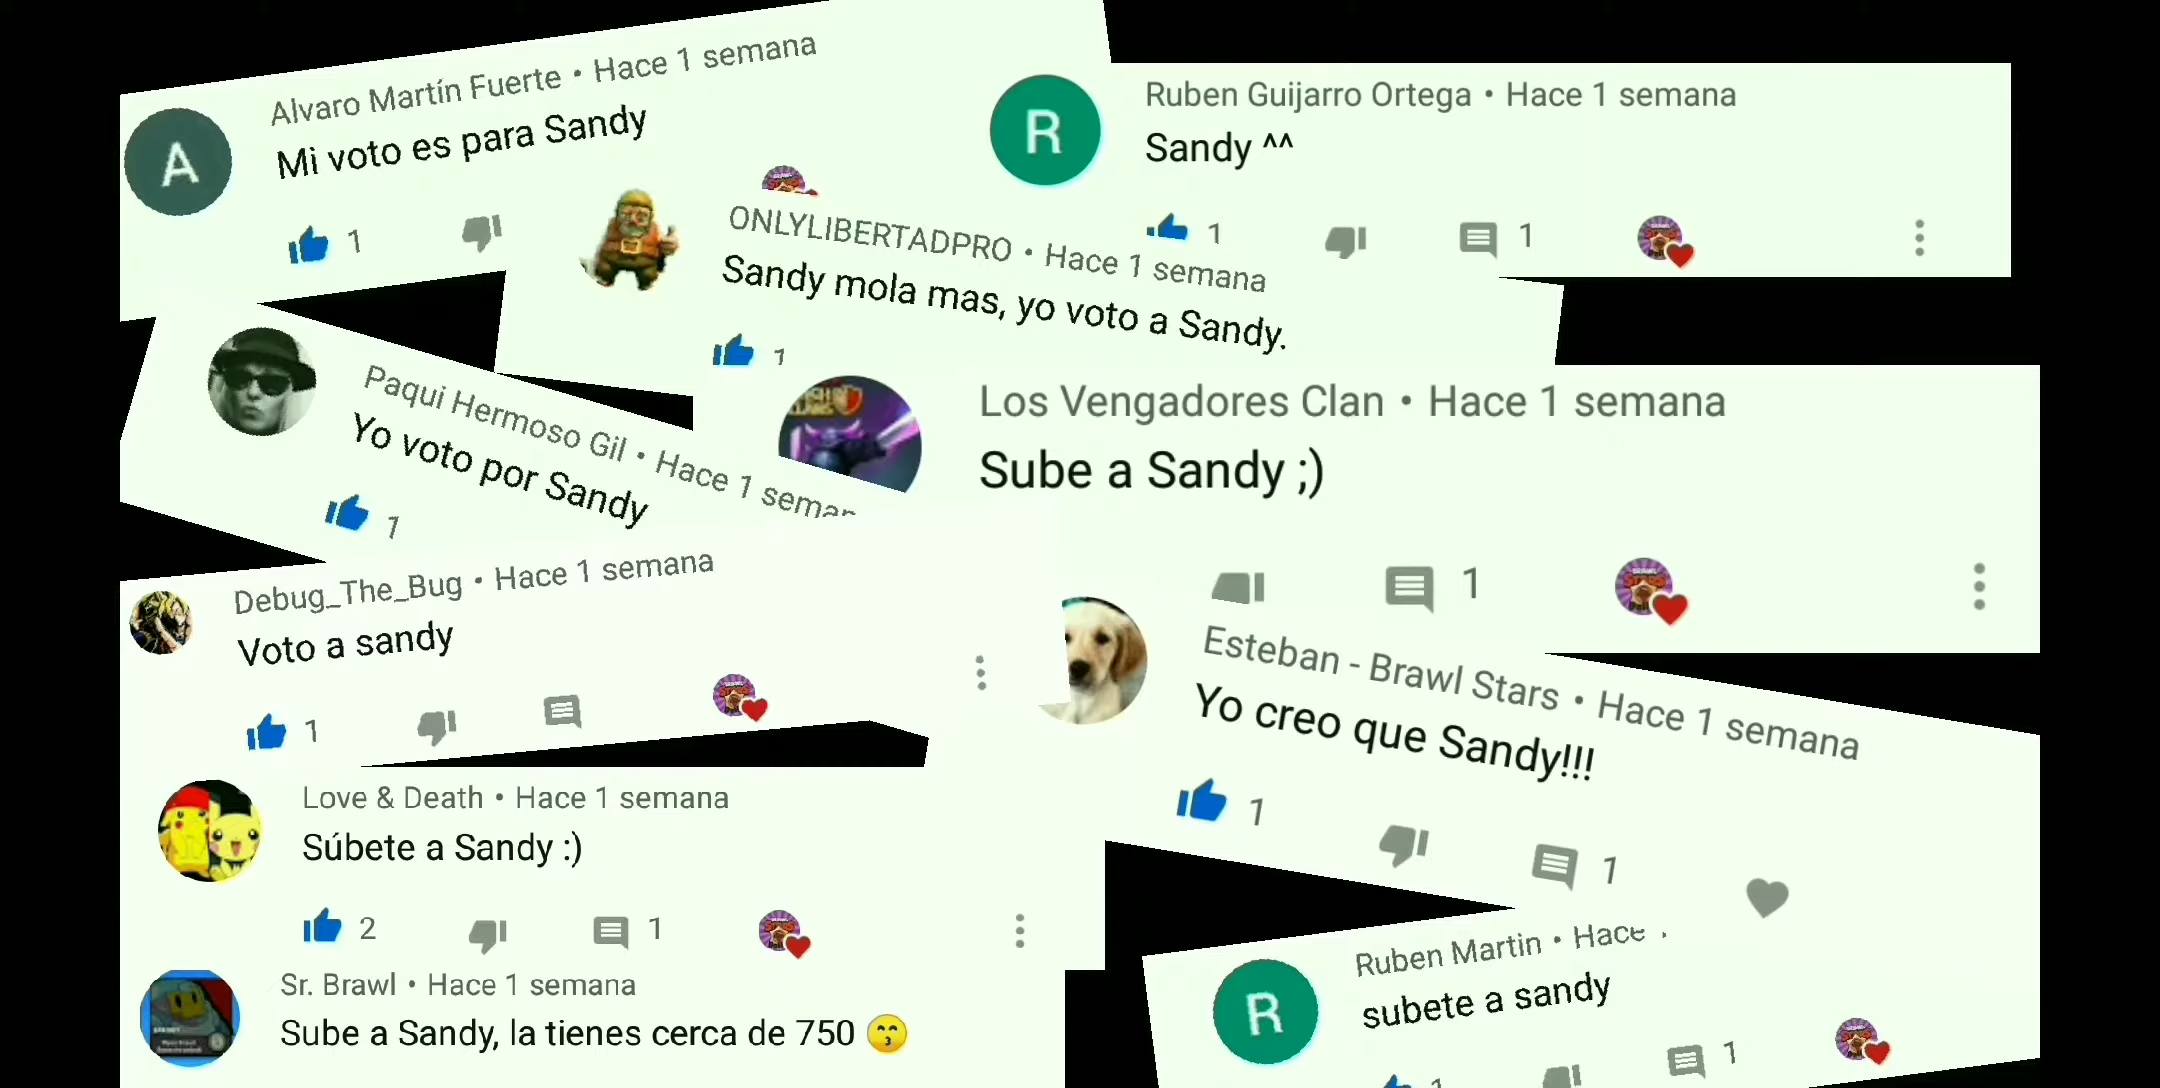 Alvaro Martín Fuerte • Hace 1 semana
Mi voto es para Sandy
1
Ruben Guijarro Ortega • Hace 1 semana
Sandy ^^
1
1
ONLYLIBERTADPRO • Hace 1 semana
Sandy mola mas, yo voto a Sandy.
1
Paqui Hermoso Gil • Hace 1
Yo voto por Sandy
1
Los Vengadores Clan • Hace 1 semana
Sube a Sandy ;)
1
Debug_The_Bug • Hace 1 semana
Voto a sandy
1
Esteban - Brawl Stars • Hace 1 semana
Yo creo que Sandy!!!
1
1
Love & Death • Hace 1 semana
Súbete a Sandy :)
2
1
Sr. Brawl • Hace 1 semana
Sube a Sandy, la tienes cerca de 750 😙
Ruben Martin • Hace
subete a sandy
1
1